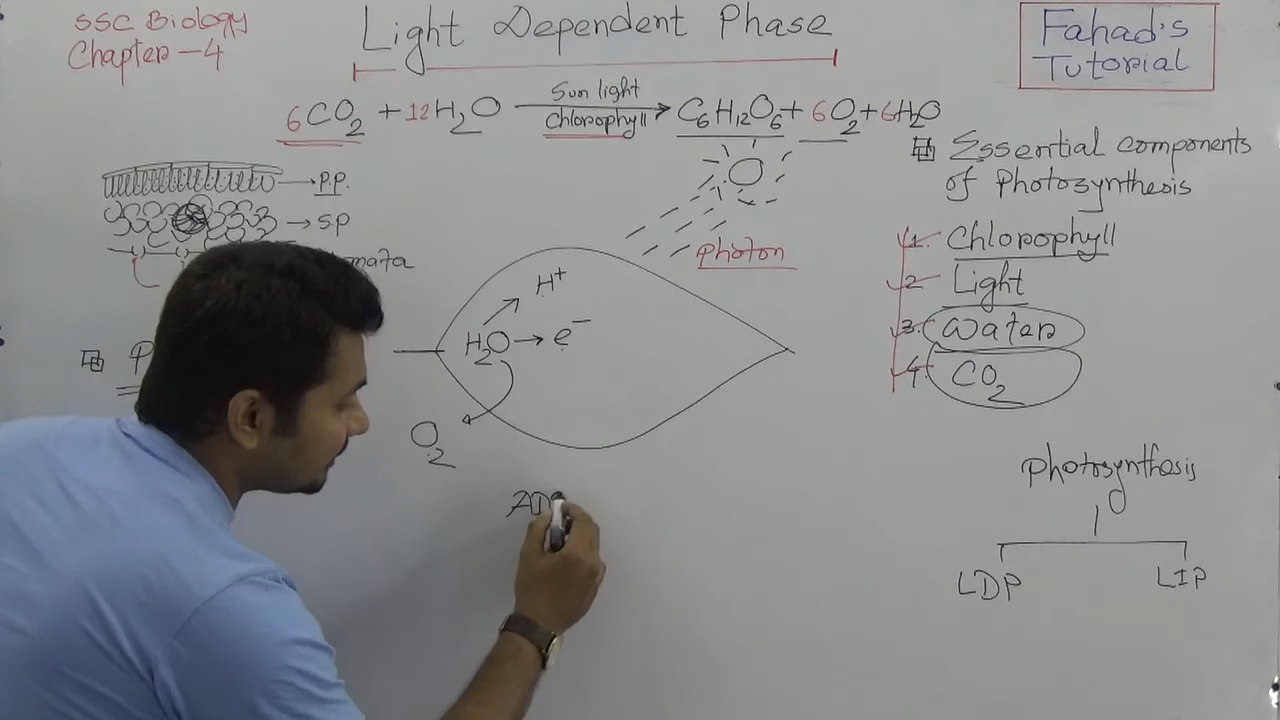 SSC Biology
Chapter - 4
Light Dependent Phase
Fahad's
Tutorial
6CO2 + 12H2O Sun light Chlorophyll → C6H12O6 + 6O2 + 6H2O
P.P.
S.P
Photon
H+
H2O → e-
O2
Essential components
of Photosynthesis
1. Chlorophyll
2 Light
3. Water
4. CO2
Photosynthesis
LDP LIP